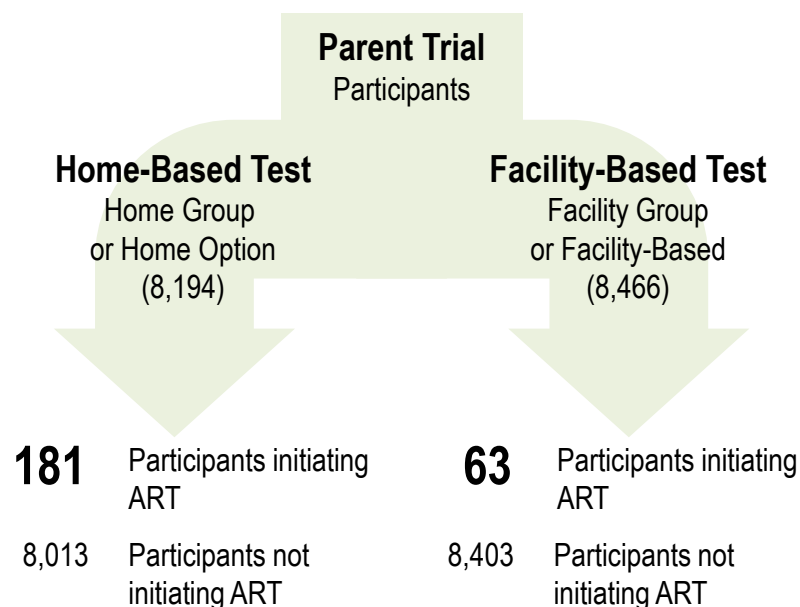 Parent Trial
Participants
Home-Based Test
Home Group
or Home Option
(8,194)
Facility-Based Test
Facility Group
or Facility-Based
(8,466)
181 Participants initiating
ART
8,013 Participants not
initiating ART
63 Participants initiating
ART
8,403 Participants not
initiating ART